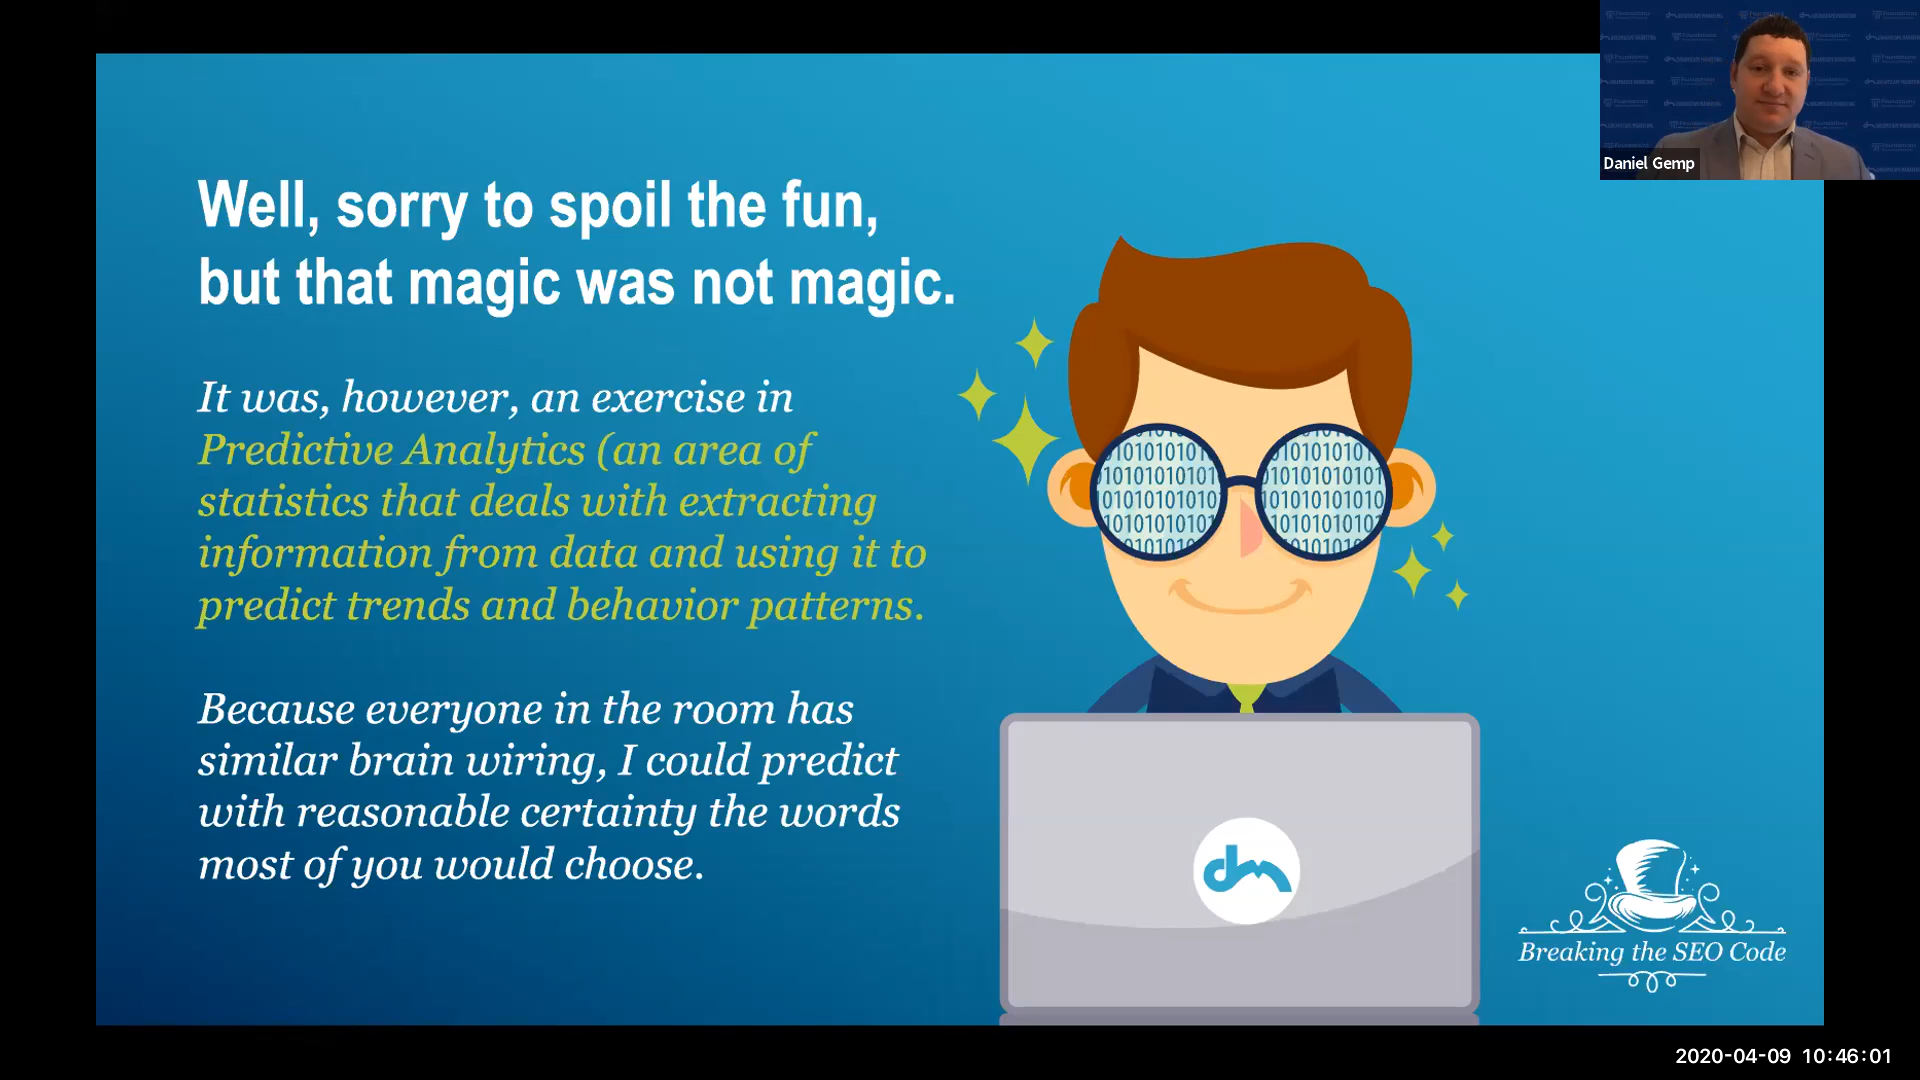 Daniel Gemp
Well, sorry to spoil the fun,
but that magic was not magic.
It was, however, an exercise in
Predictive Analytics (an area of
statistics that deals with extracting
information from data and using it to
predict trends and behavior patterns.
Because everyone in the room has
similar brain wiring, I could predict
with reasonable certainty the words
most of you would choose.
dm
Breaking the SEO Code
2020-04-09 10:46:01